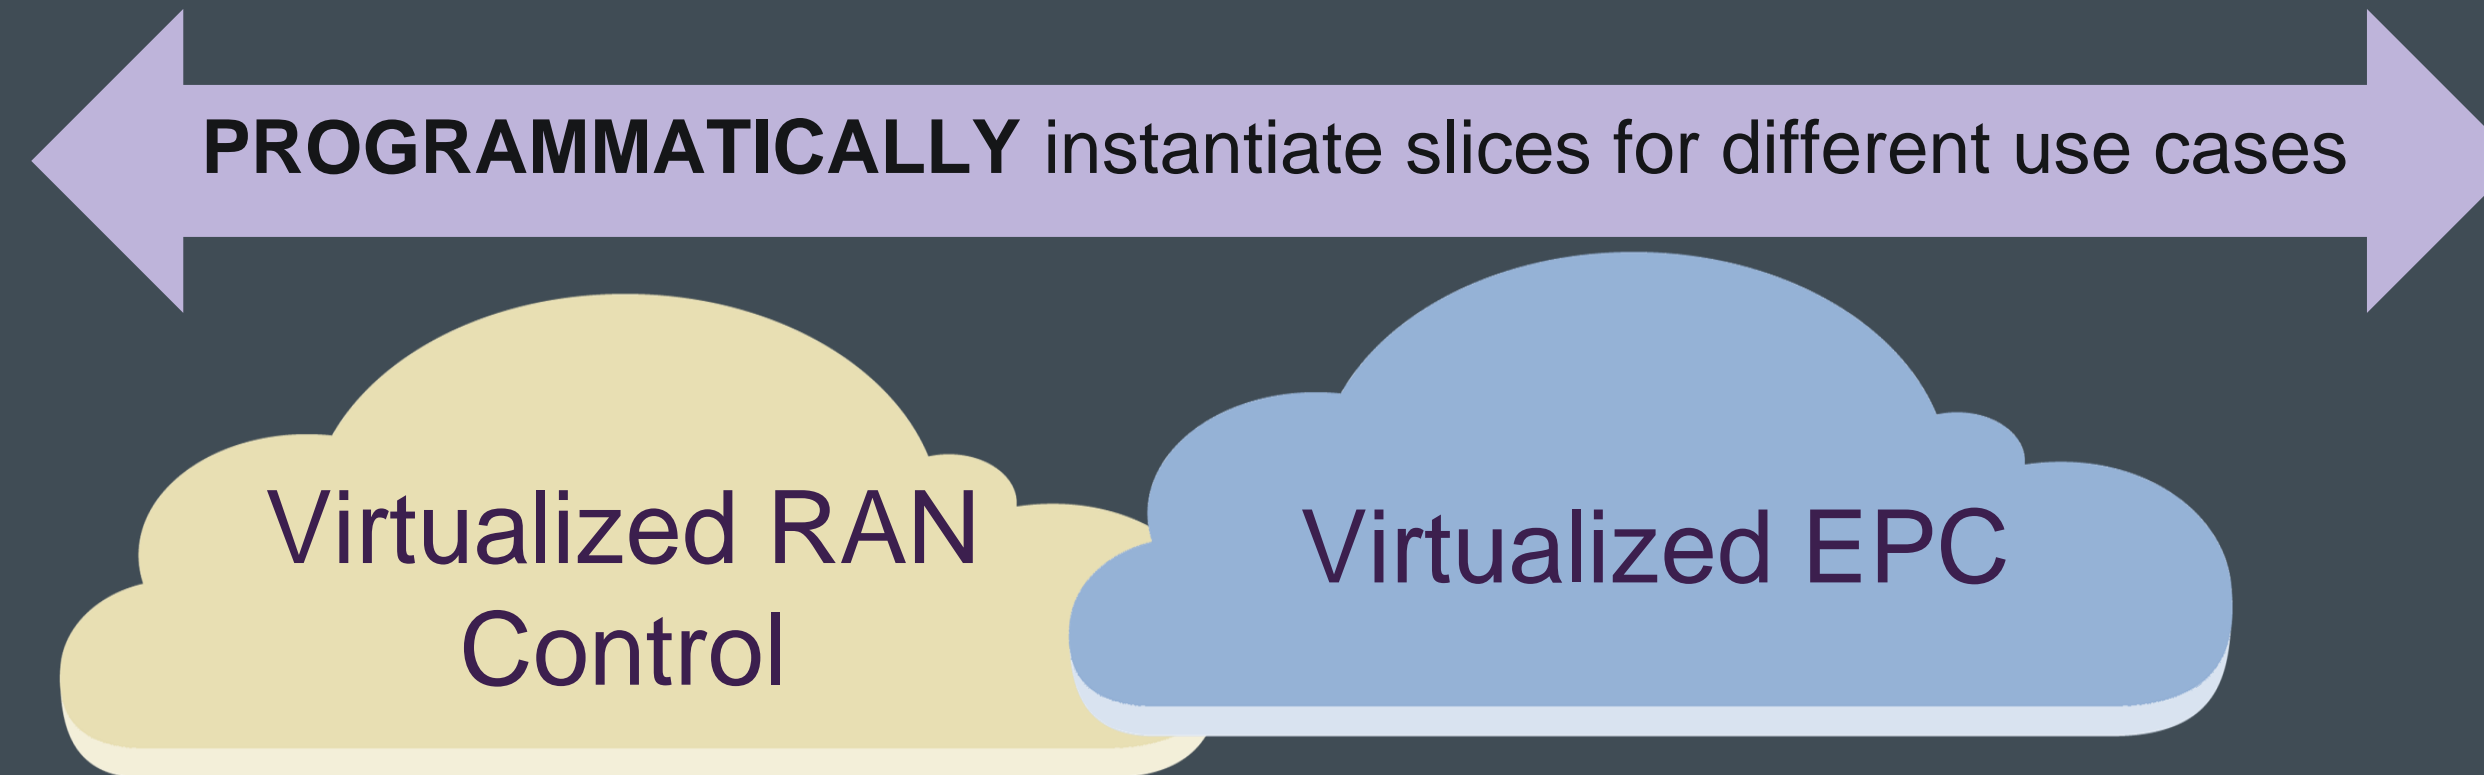 PROGRAMMATICALLY instantiate slices for different use cases
Virtualized RAN
Control
Virtualized EPC